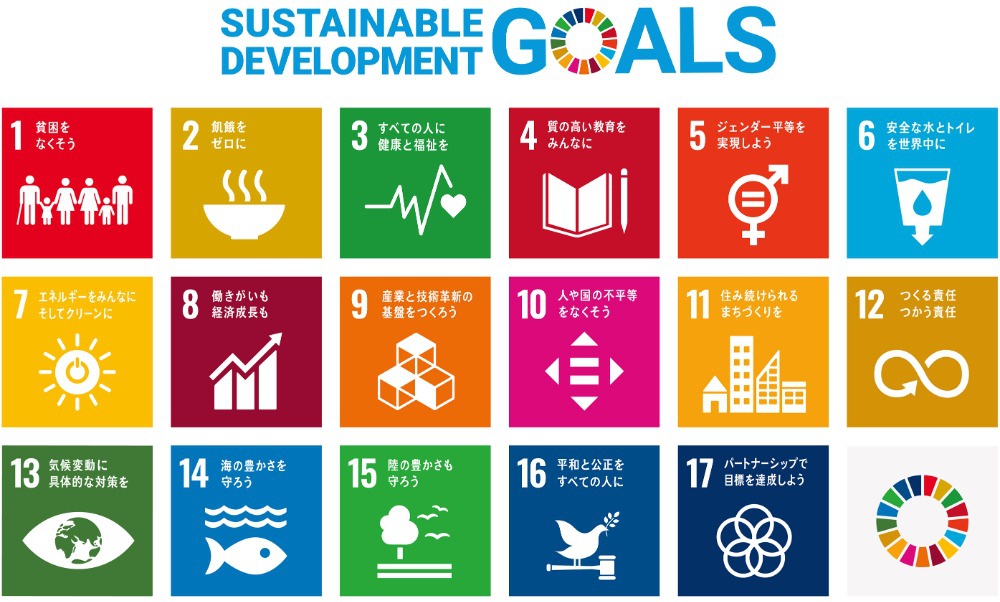 SUSTAINABLE
DEVELOPMENT
GOALS
1
貧困を
なくそう
2
飢餓を
ゼロに
3
すべての人に
健康と福祉を
4
質の高い教育を
みんなに
5
ジェンダー平等を
実現しよう
6
安全な水とトイレ
を世界中に
7
エネルギーをみんなに
そしてクリーンに
8
働きがいも
経済成長も
9
産業と技術革新の
基盤をつくろう
10
人や国の不平等
をなくそう
11
住み続けられる
まちづくりを
12
つくる責任
つかう責任
13
気候変動に
具体的な対策を
14
海の豊かさを
守ろう
15
陸の豊かさも
守ろう
16
平和と公正を
すべての人に
17
パートナーシップで
目標を達成しよう